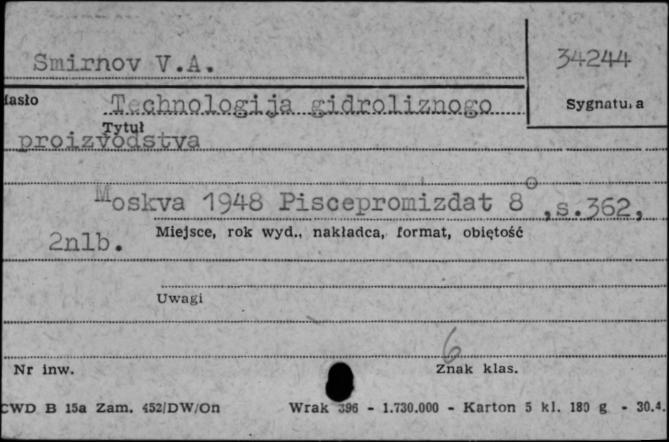 Smirnov V.A.
34244
Hasło
Technologija gidroliznogo
Sygnatura
Tytuł
proizvodstva
Moskva 1948 Piscepromizdat 8°, s.362,
2nlb.
Miejsce, rok wyd., nakładca, format, objętość
Uwagi
6
Nr inw.
Znak klas.
CWD B 15a Zam. 452/DW/On
Wrak 396 - 1.730.000 - Karton 5 kl. 180 g - 30.4.